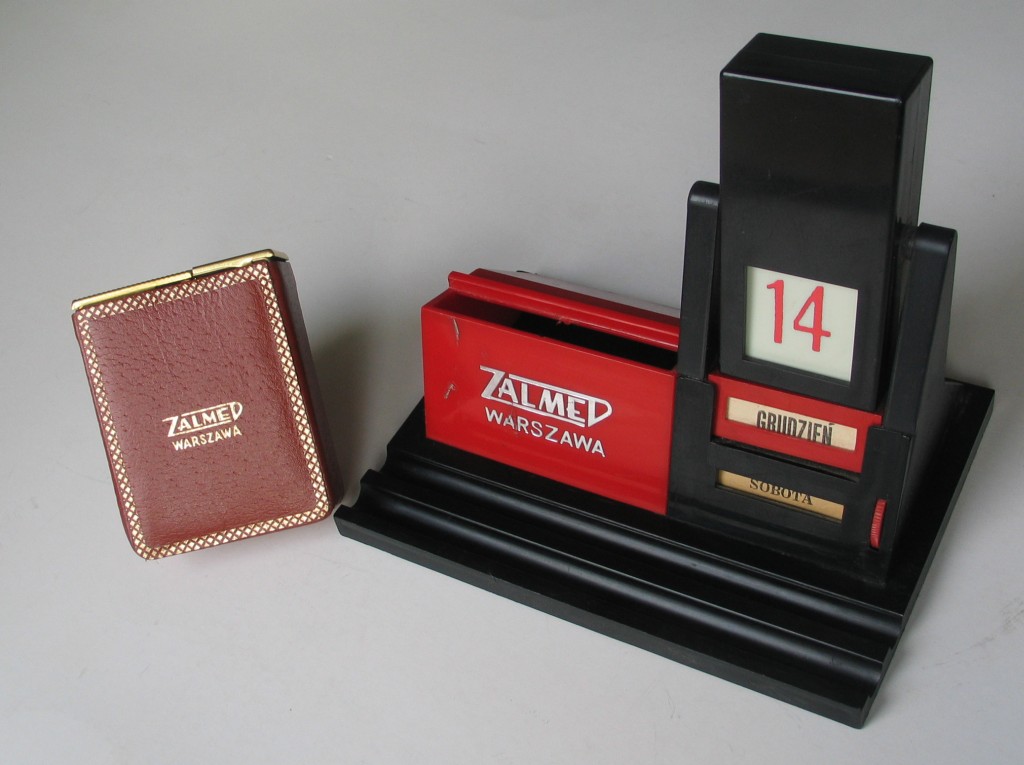 ZALMED
WARSZAWA
ZALMED
WARSZAWA
14
GRUDZIEŃ
SOBOTA